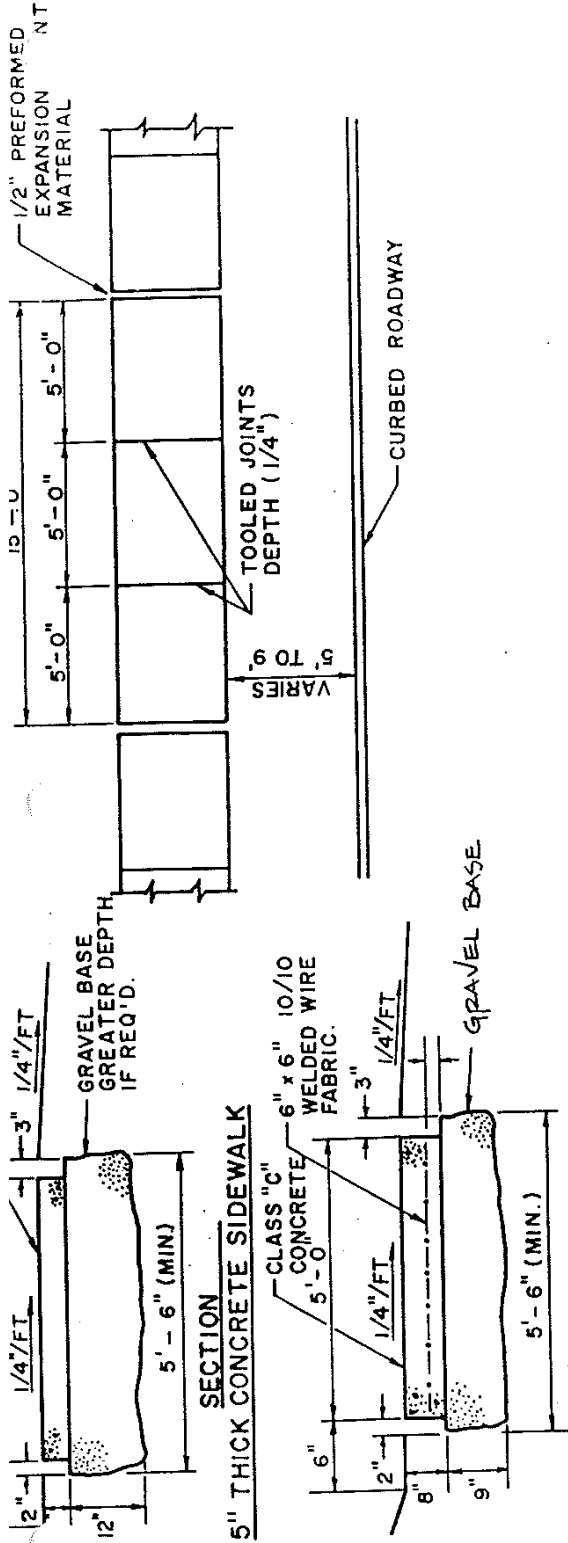 1/4"/FT
3"
1/4"/FT
GRAVEL BASE
GREATER DEPTH
IF REQ'D.
2"
12"
5'-6" (MIN.)
SECTION
5" THICK CONCRETE SIDEWALK
CLASS "C"
CONCRETE
5'-0"
6" x 6" 10/10
WELDED WIRE
FABRIC.
6"
2"
1/4"/FT
3"
1/4"/FT
8"
9"
GRAVEL BASE
5'-6" (MIN.)
1/2" PREFORMED
EXPANSION NT
MATERIAL
5'-0"
5'-0"
5'-0"
TOOLED JOINTS
DEPTH (1/4")
VARIES
5' TO 9'
CURBED ROADWAY